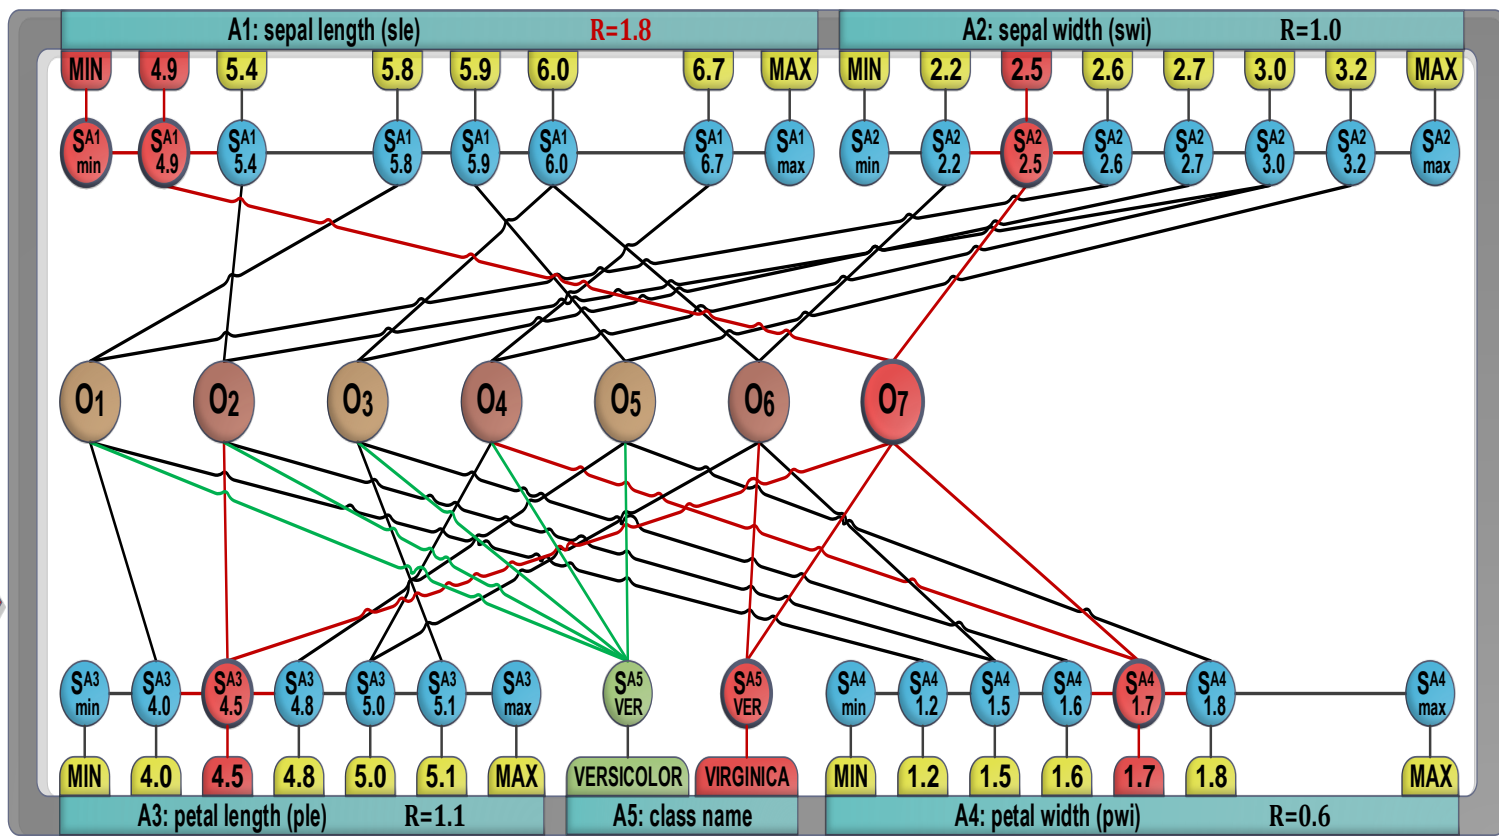 A1: sepal length (sle) R=1.8
A2: sepal width (swi) R=1.0
MIN 4.9 5.4 5.8 5.9 6.0 6.7 MAX
MIN 2.2 2.5 2.6 2.7 3.0 3.2 MAX
SA1 min SA1 4.9 SA1 5.4 SA1 5.8 SA1 5.9 SA1 6.0 SA1 6.7 SA1 max
SA2 min SA2 2.2 SA2 2.5 SA2 2.6 SA2 2.7 SA2 3.0 SA2 3.2 SA2 max
O1 O2 O3 O4 O5 O6 O7
SA3 min SA3 4.0 SA3 4.5 SA3 4.8 SA3 5.0 SA3 5.1 SA3 max
SA5 VER SA5 VER
SA4 min SA4 1.2 SA4 1.5 SA4 1.6 SA4 1.7 SA4 1.8 SA4 max
MIN 4.0 4.5 4.8 5.0 5.1 MAX
VERSICOLOR VIRGINICA
MIN 1.2 1.5 1.6 1.7 1.8 MAX
A3: petal length (ple) R=1.1
A5: class name
A4: petal width (pwi) R=0.6